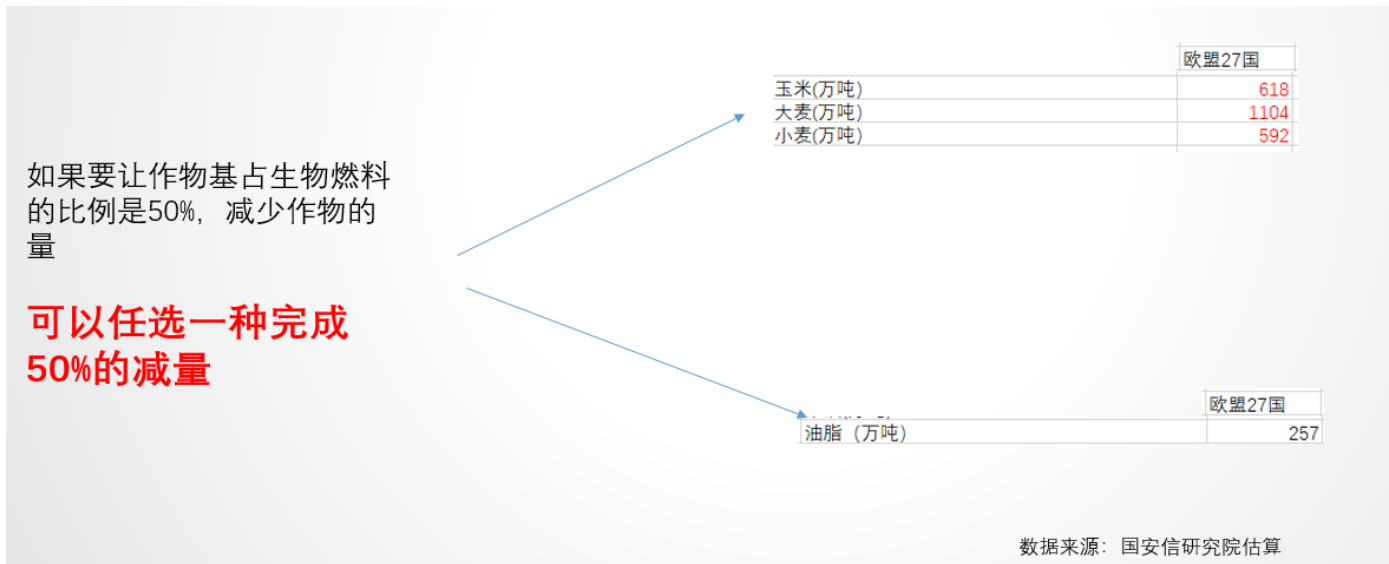 欧盟27国
玉米(万吨) 618
大麦(万吨) 1104
小麦(万吨) 592
如果要让作物基占生物燃料
的比例是50%，减少作物的
量
可以任选一种完成
50%的减量
欧盟27国
油脂（万吨） 257
数据来源：国安信研究院估算